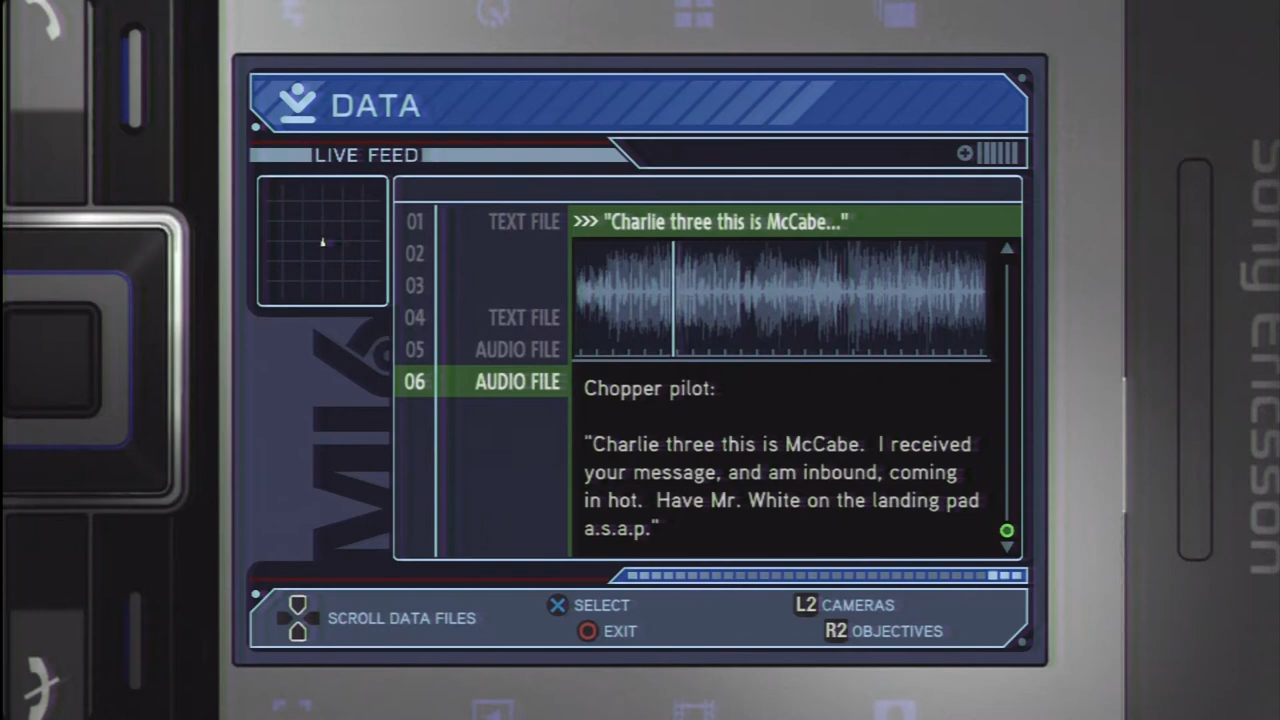 DATA
LIVE FEED
01 TEXT FILE
02
03
04 TEXT FILE
05 AUDIO FILE
06 AUDIO FILE
>>> "Charlie three this is McCabe..."
Chopper pilot:
"Charlie three this is McCabe. I received
your message, and am inbound, coming
in hot. Have Mr. White on the landing pad
a.s.a.p."
MI6
SCROLL DATA FILES
SELECT
EXIT
L2 CAMERAS
R2 OBJECTIVES
Sony Ericsson